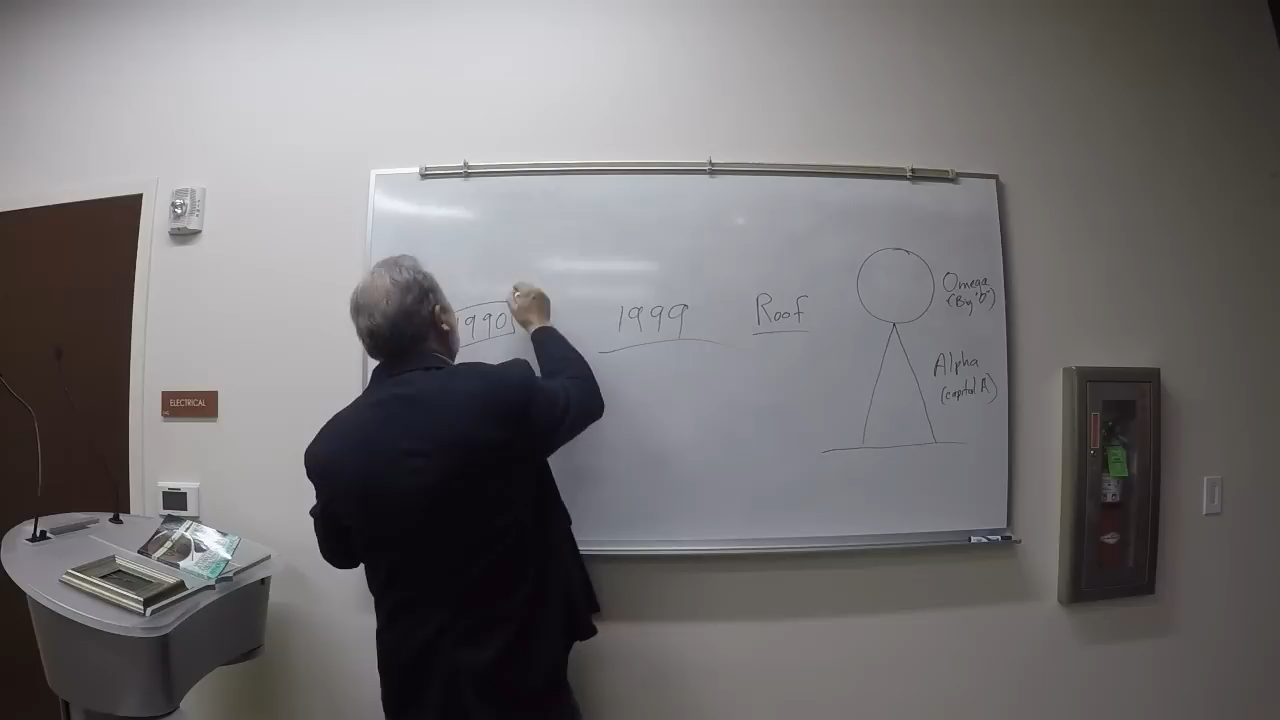 1990
1999
Roof
Omega
(Big "O")
Alpha
(capital A)
ELECTRICAL